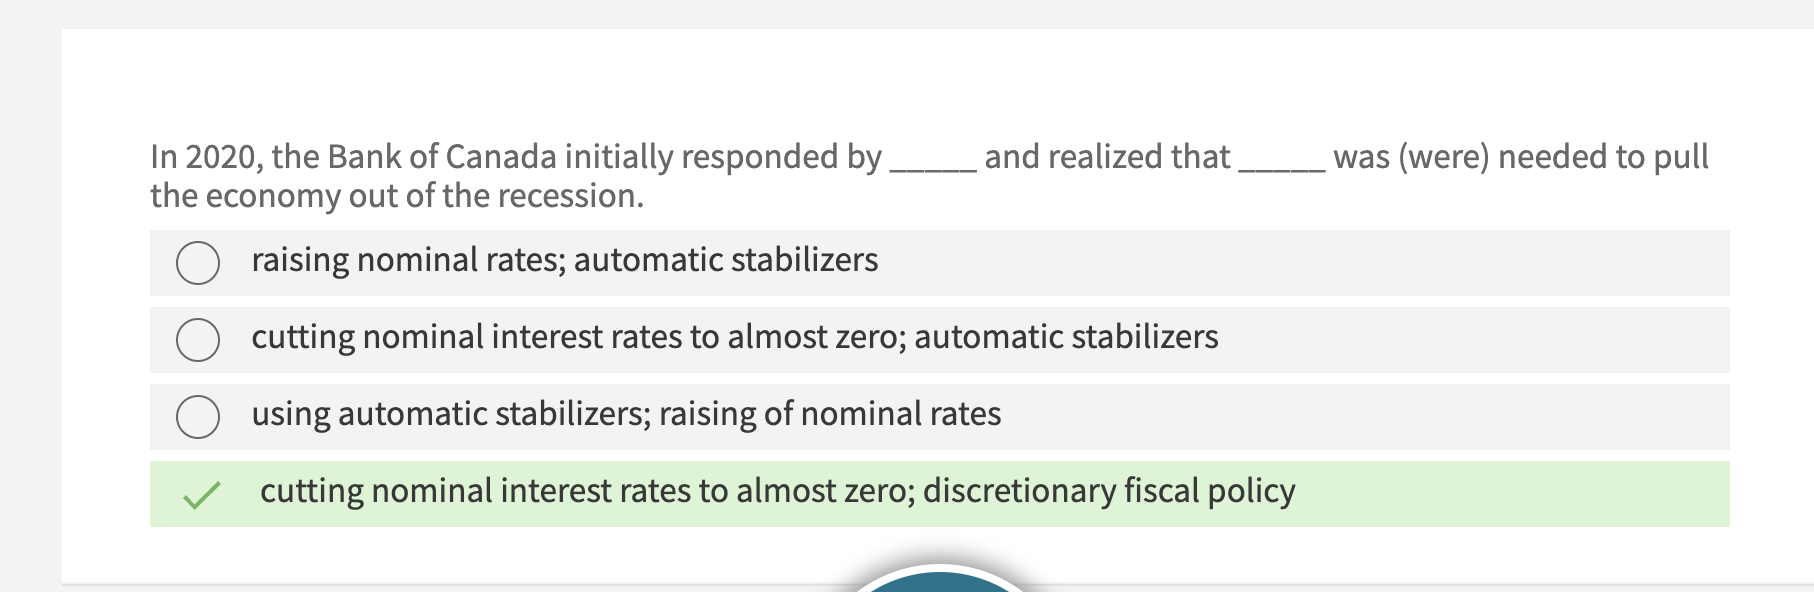 In 2020, the Bank of Canada initially responded by _____ and realized that _____ was (were) needed to pull
the economy out of the recession.
raising nominal rates; automatic stabilizers
cutting nominal interest rates to almost zero; automatic stabilizers
using automatic stabilizers; raising of nominal rates
cutting nominal interest rates to almost zero; discretionary fiscal policy